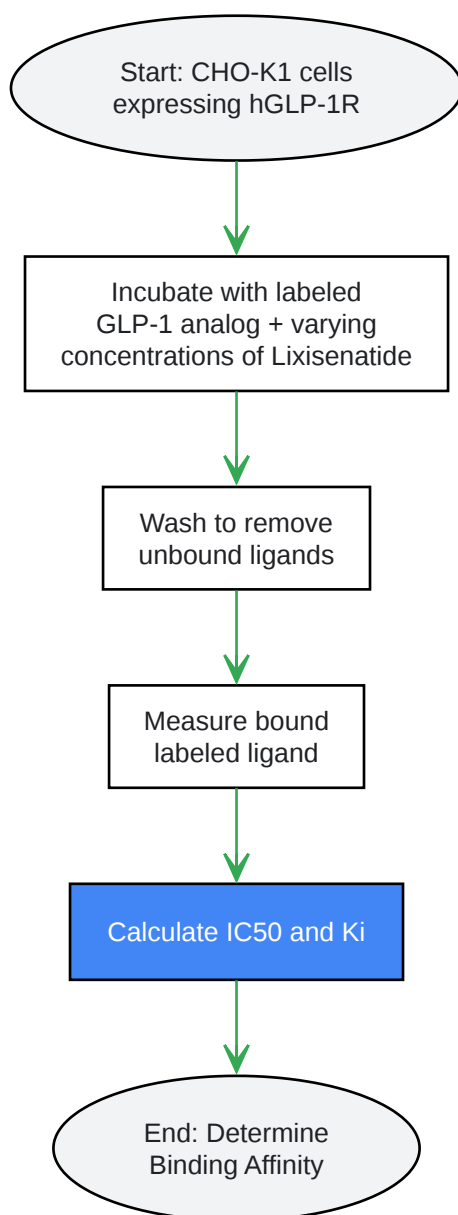 Start: CHO-K1 cells
expressing hGLP-1R
Incubate with labeled
GLP-1 analog + varying
concentrations of Lixisenatide
Wash to remove
unbound ligands
Measure bound
labeled ligand
Calculate IC50 and Ki
End: Determine
Binding Affinity